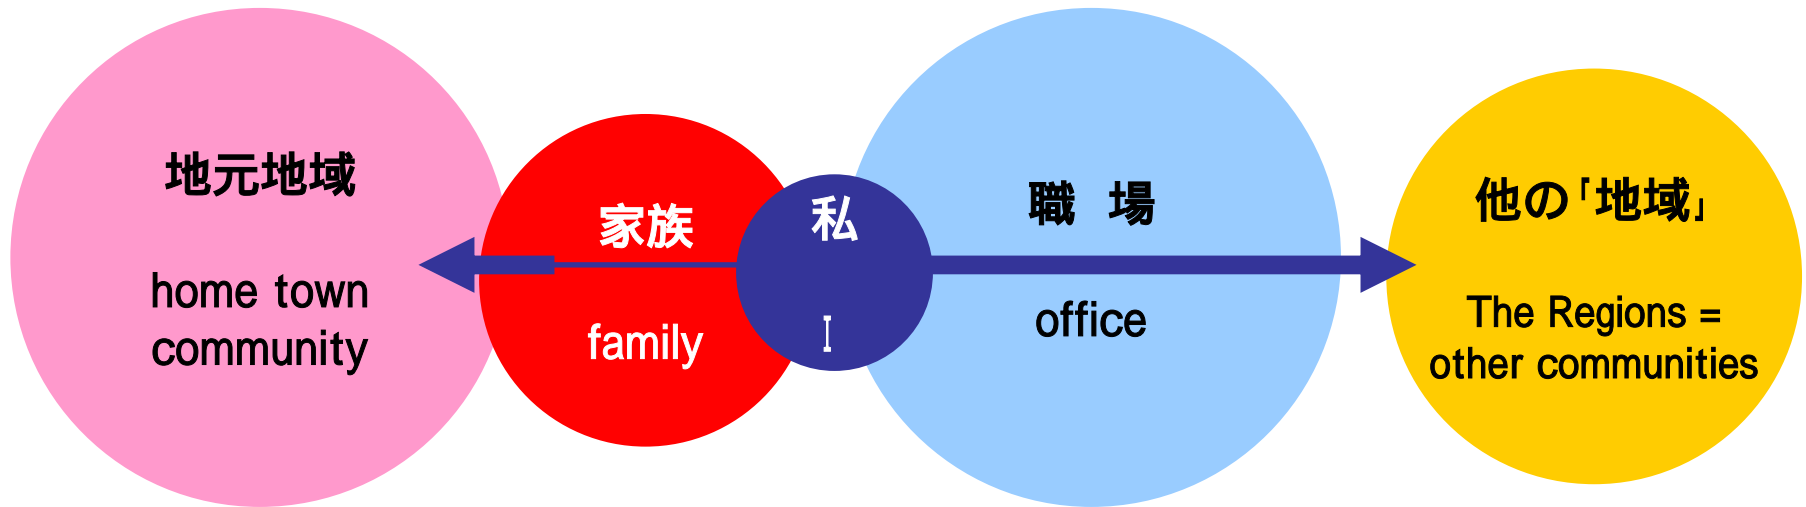 地元地域
home town
community
家族
family
私
I
職 場
office
他の「地域」
The Regions =
other communities